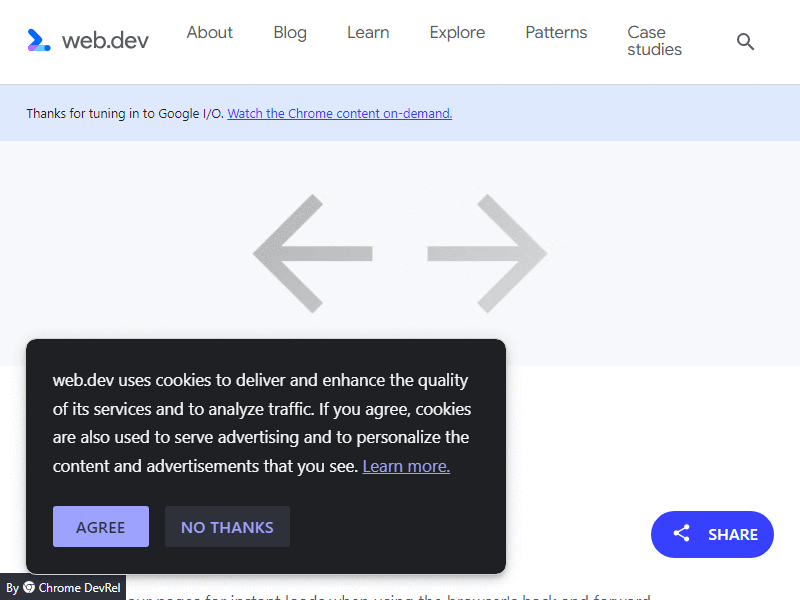 web.dev
About
Blog
Learn
Explore
Patterns
Case
studies
Thanks for tuning in to Google I/O. Watch the Chrome content on-demand.
web.dev uses cookies to deliver and enhance the quality
of its services and to analyze traffic. If you agree, cookies
are also used to serve advertising and to personalize the
content and advertisements that you see. Learn more.
AGREE
NO THANKS
SHARE
By Chrome DevRel
our pages for instant loads when using the browser's back and forward